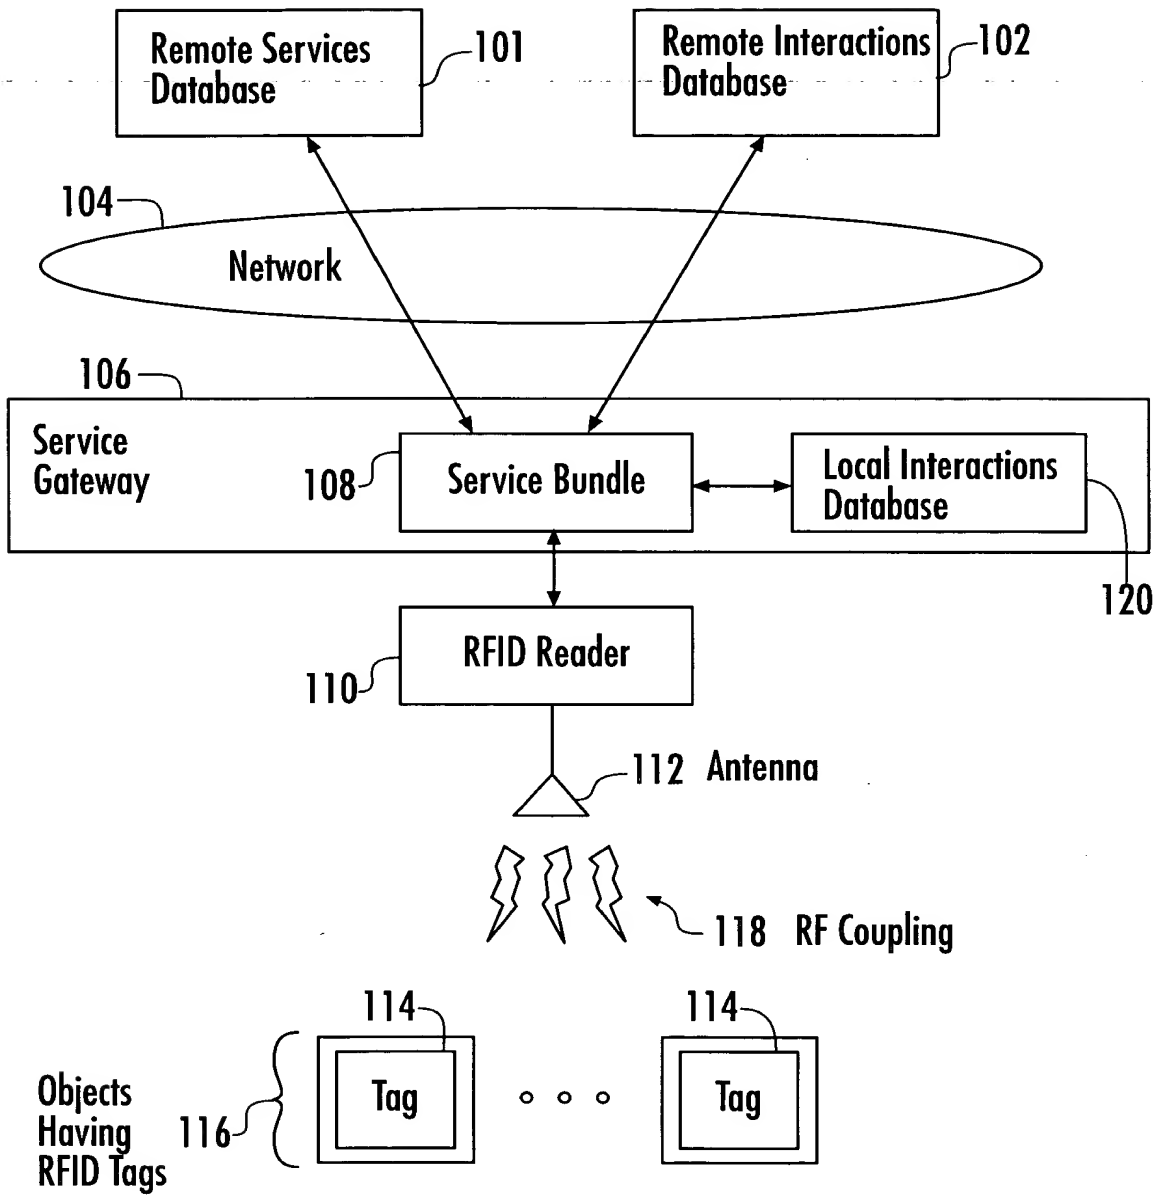 Remote Services
Database
101
Remote Interactions
Database
102
104
Network
106
Service
Gateway
108
Service Bundle
Local Interactions
Database
120
RFID Reader
110
112 Antenna
118 RF Coupling
114
114
Tag
Tag
Objects
Having
RFID Tags
116